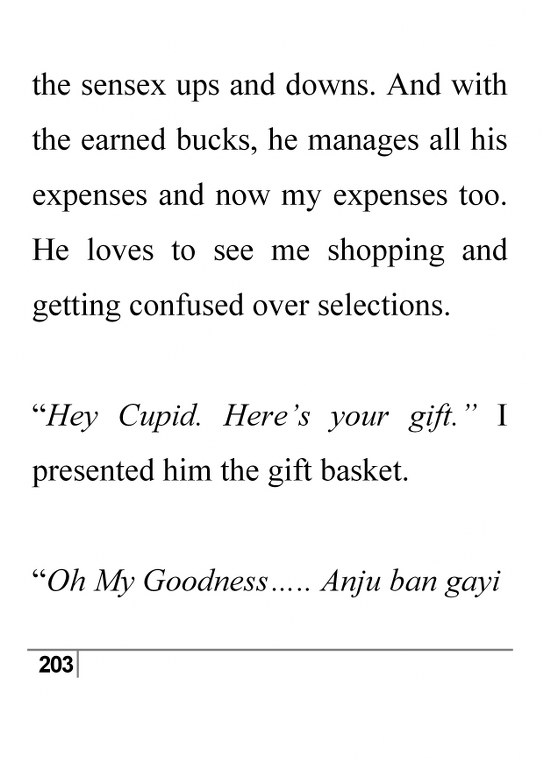 the sensex ups and downs. And with
the earned bucks, he manages all his
expenses and now my expenses too.
He loves to see me shopping and
getting confused over selections.
“Hey Cupid. Here’s your gift.” I
presented him the gift basket.
“Oh My Goodness….. Anju ban gayi
203